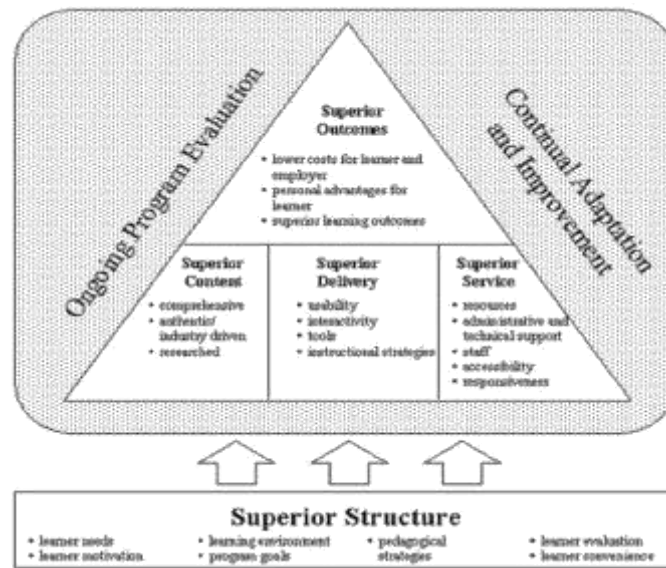 Ongoing Program Evaluation
Continual Adaptation
and Improvement
Superior
Outcomes
• lower costs for learner and
employer
• personal advantages for
learner
• superior learning outcomes
Superior
Content
• comprehensive
• authentic/
industry driven
• researched
Superior
Delivery
• usability
• interactivity
• tools
• instructional strategies
Superior
Service
• resources
• administrative and
technical support
• staff
• accessibility
• responsiveness
Superior Structure
• learner needs
• learner motivation
• learning environment
• program goals
• pedagogical
strategies
• learner evaluation
• learner convenience